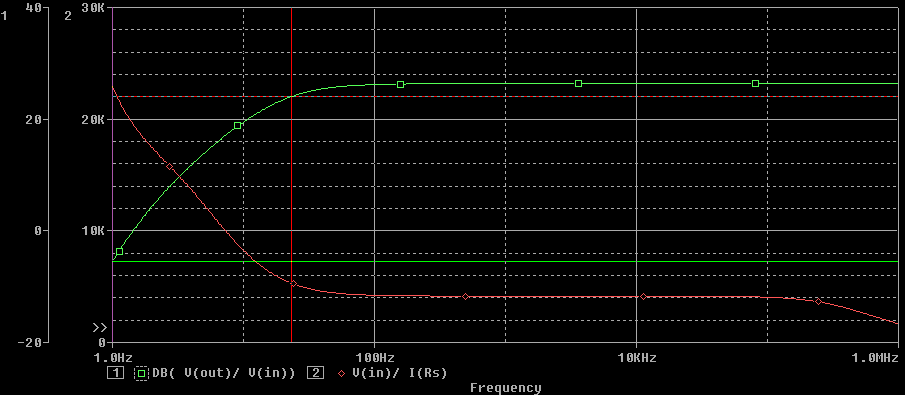 1 40 2 30K
20 20K
0 10K
>>
-20 0
1.0Hz 100Hz 10KHz 1.0MHz
1 DB( V(out)/ V(in)) 2 V(in)/ I(Rs)
Frequency